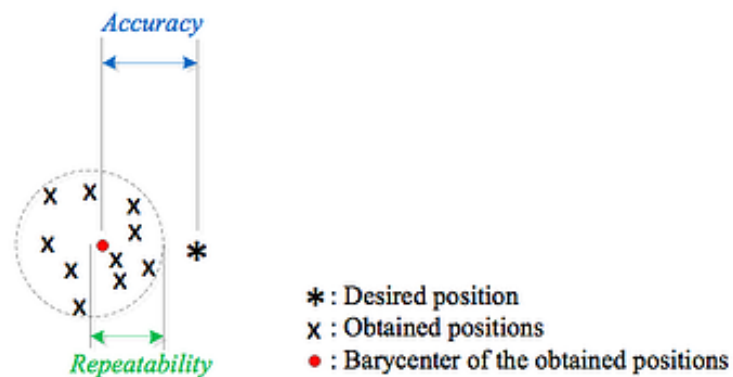 Accuracy
Repeatability
* : Desired position
x : Obtained positions
● : Barycenter of the obtained positions